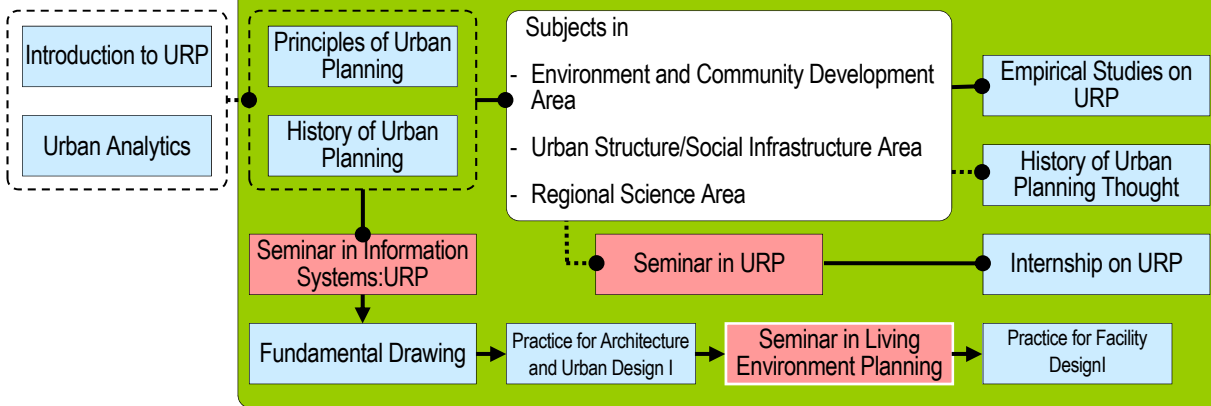 Introduction to URP
Urban Analytics
Principles of Urban
Planning
History of Urban
Planning
Subjects in
- Environment and Community Development
Area
- Urban Structure/Social Infrastructure Area
- Regional Science Area
Empirical Studies on
URP
History of Urban
Planning Thought
Seminar in Information
Systems:URP
Seminar in URP
Internship on URP
Fundamental Drawing
Practice for Architecture
and Urban Design I
Seminar in Living
Environment Planning
Practice for Facility
DesignI